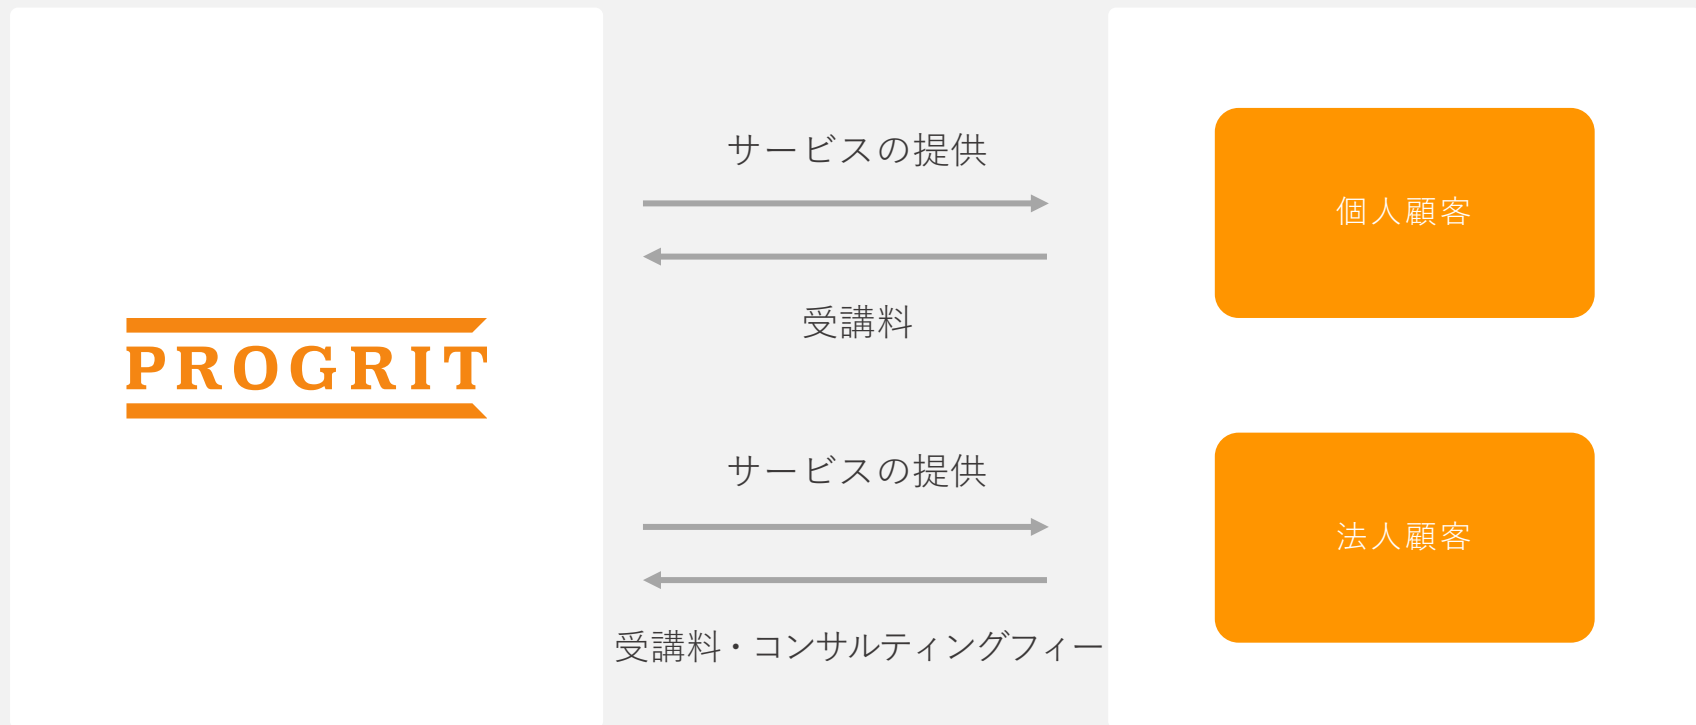 PROGRIT
サービスの提供
受講料
個人顧客
サービスの提供
受講料・コンサルティングフィー
法人顧客